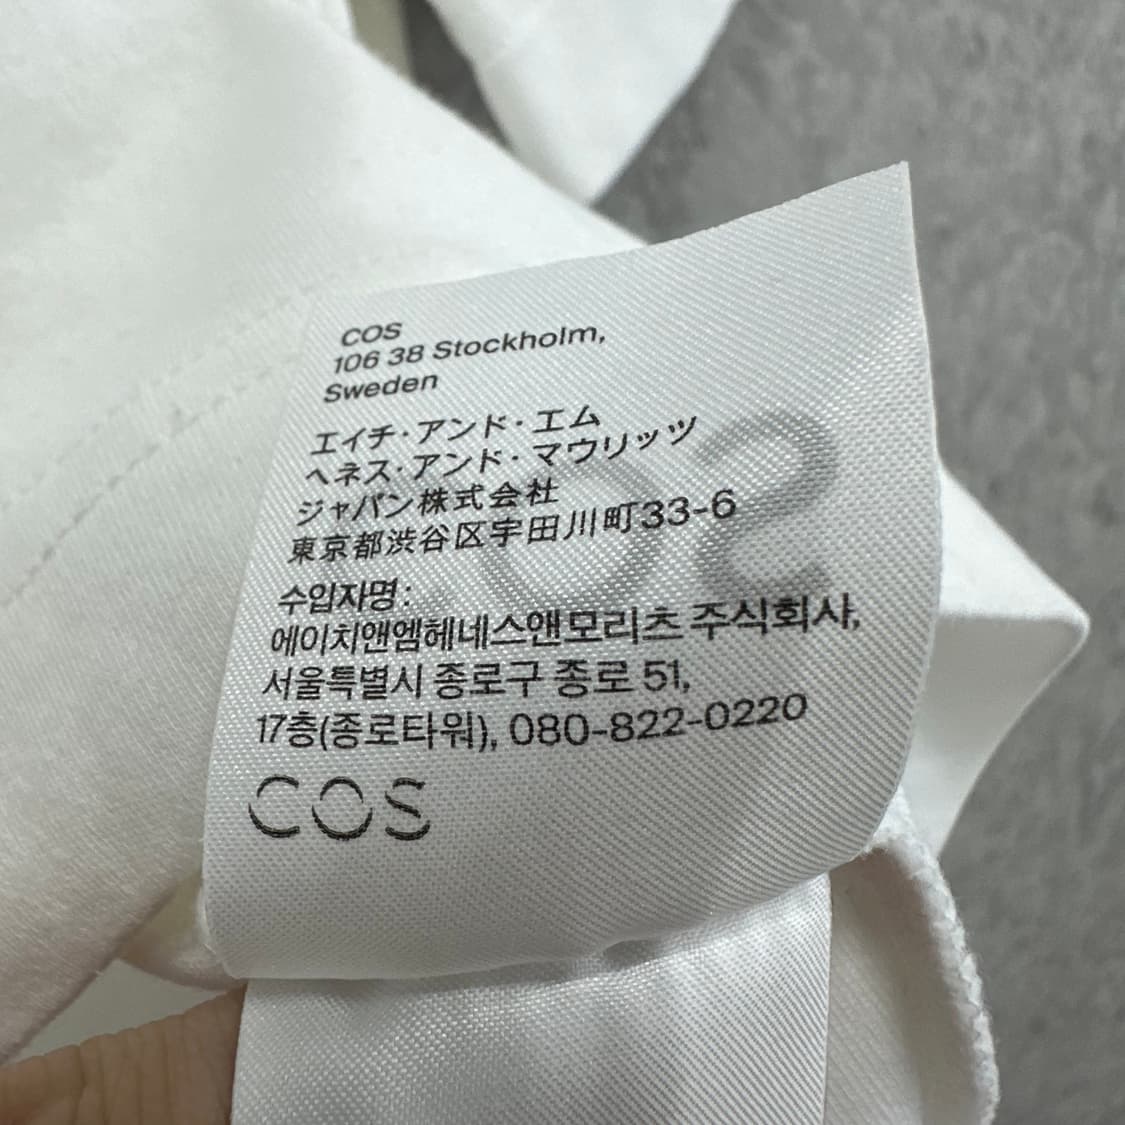 COS
106 38 Stockholm,
Sweden
エイチ・アンド・エム
ヘネス・アンド・マウリッツ
ジャパン株式会社
東京都渋谷区宇田川町33-6
수입자명:
에이치앤엠헤네스앤모리츠 주식회사,
서울특별시 종로구 종로 51,
17층(종로타워), 080-822-0220
COS